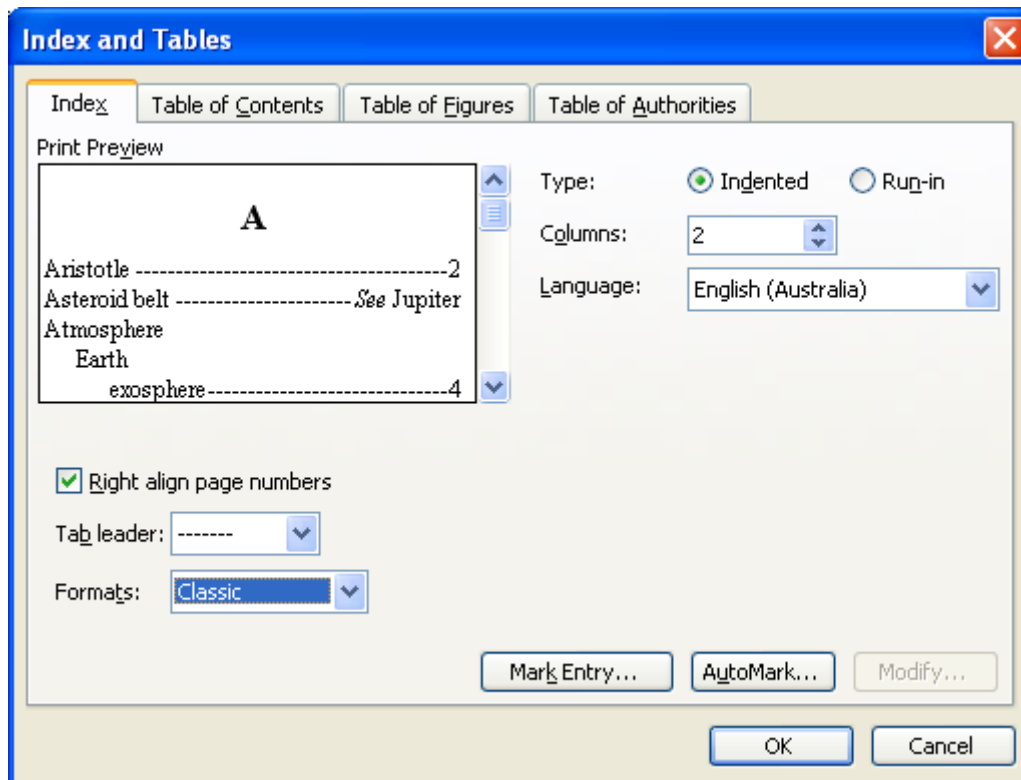 Index and Tables
Index Table of Contents Table of Figures Table of Authorities
Print Preview
A
Aristotle -------------------------------------2
Asteroid belt ----------------------See Jupiter
Atmosphere
Earth
exosphere------------------------------4
Type: Indented Run-in
Columns: 2
Language: English (Australia)
Right align page numbers
Tab leader: -------
Formats: Classic
Mark Entry... AutoMark... Modify...
OK Cancel